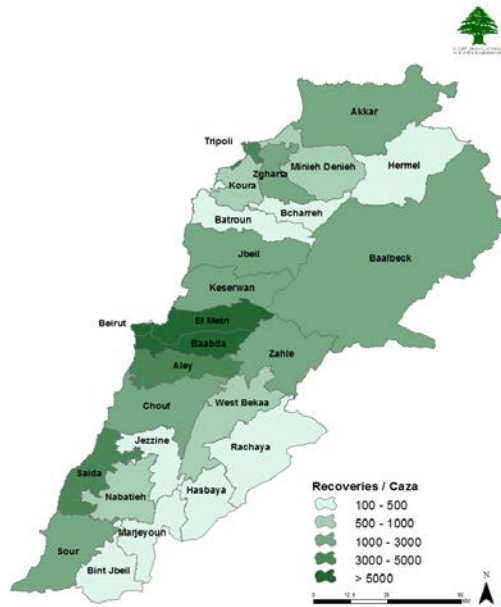 Akkar
Tripoli
Minieh Denieh
Hermel
Zgharta
Koura
Bcharreh
Batroun
Jbeil
Baalbeck
Keserwan
El Metn
Beirut
Baabda
Zahle
Aley
West Bekaa
Chouf
Jezzine
Rachaya
Saida
Hasbaya
Nabatieh
Marjeyoun
Sour
Bint Jbeil
Recoveries / Caza
100 - 500
500 - 1000
1000 - 3000
3000 - 5000
> 5000
N